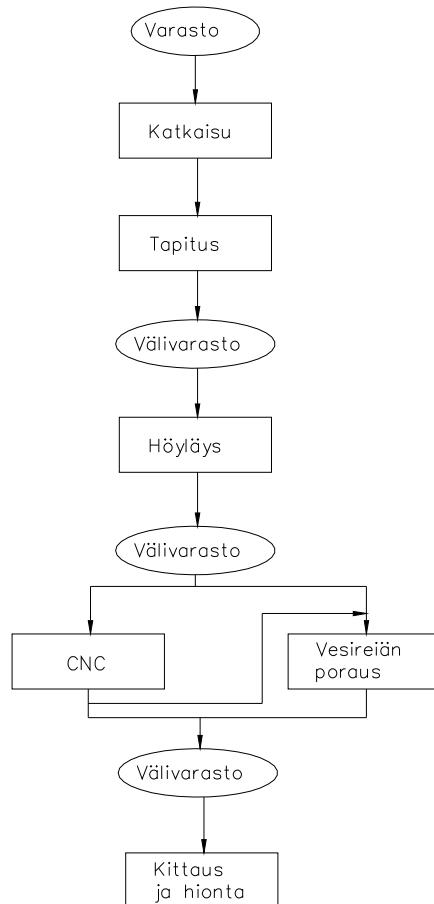 Varasto
Katkaisu
Tapitus
Välivarasto
Höyläys
Välivarasto
CNC
Vesireiän
poraus
Välivarasto
Kittaus
ja hionta